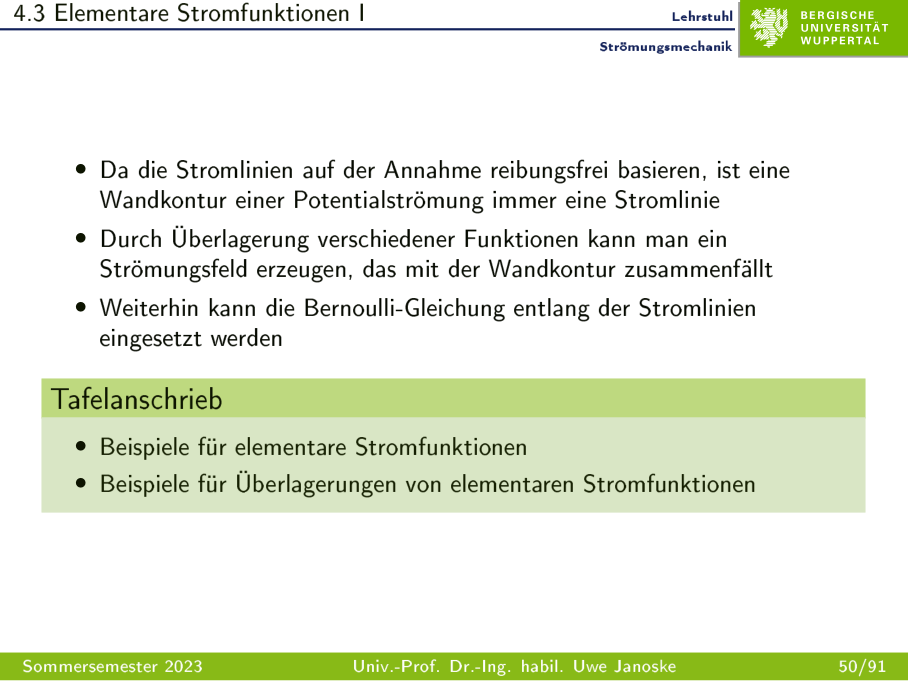 4.3 Elementare Stromfunktionen I
Lehrstuhl
Strömungsmechanik
BERGISCHE
UNIVERSITÄT
WUPPERTAL
• Da die Stromlinien auf der Annahme reibungsfrei basieren, ist eine
Wandkontur einer Potentialströmung immer eine Stromlinie
• Durch Überlagerung verschiedener Funktionen kann man ein
Strömungsfeld erzeugen, das mit der Wandkontur zusammenfällt
• Weiterhin kann die Bernoulli-Gleichung entlang der Stromlinien
eingesetzt werden
Tafelanschrieb
• Beispiele für elementare Stromfunktionen
• Beispiele für Überlagerungen von elementaren Stromfunktionen
Sommersemester 2023
Univ.-Prof. Dr.-Ing. habil. Uwe Janoske
50/91